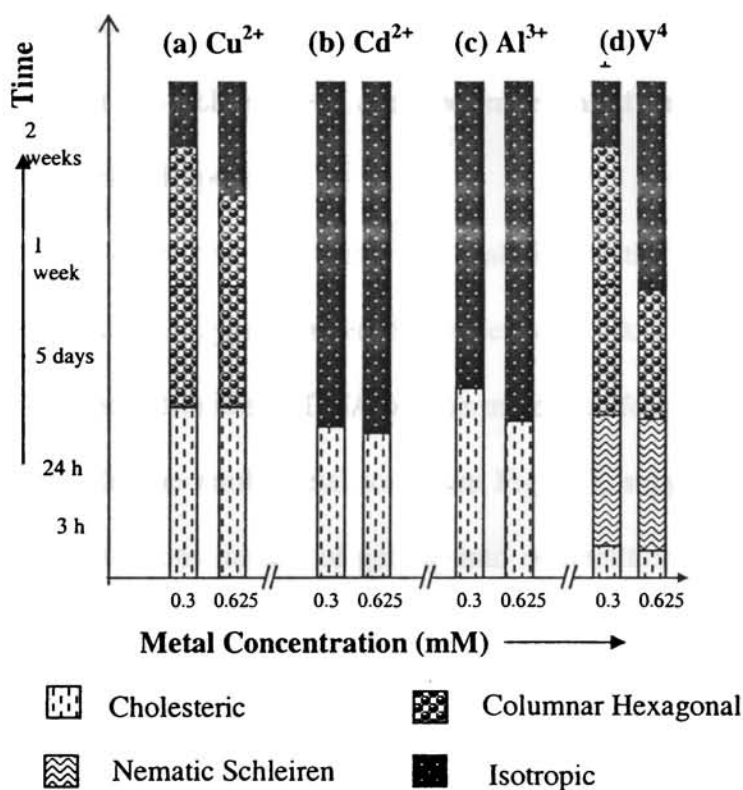 (a) Cu2+ (b) Cd2+ (c) Al3+ (d)V4
+
Time
2
weeks
1
week
5 days
24 h
3 h
0.3 0.625 0.3 0.625 0.3 0.625 0.3 0.625
Metal Concentration (mM)
Cholesteric
Columnar Hexagonal
Nematic Schleiren
Isotropic